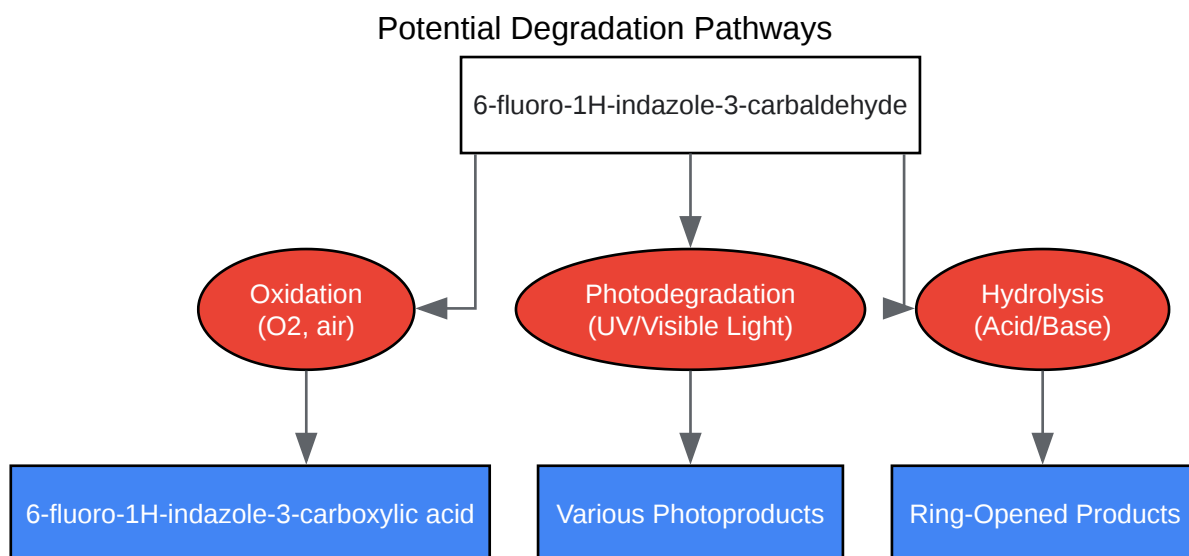 Potential Degradation Pathways
6-fluoro-1H-indazole-3-carbaldehyde
Oxidation
(O2, air)
Photodegradation
(UV/Visible Light)
Hydrolysis
(Acid/Base)
6-fluoro-1H-indazole-3-carboxylic acid
Various Photoproducts
Ring-Opened Products